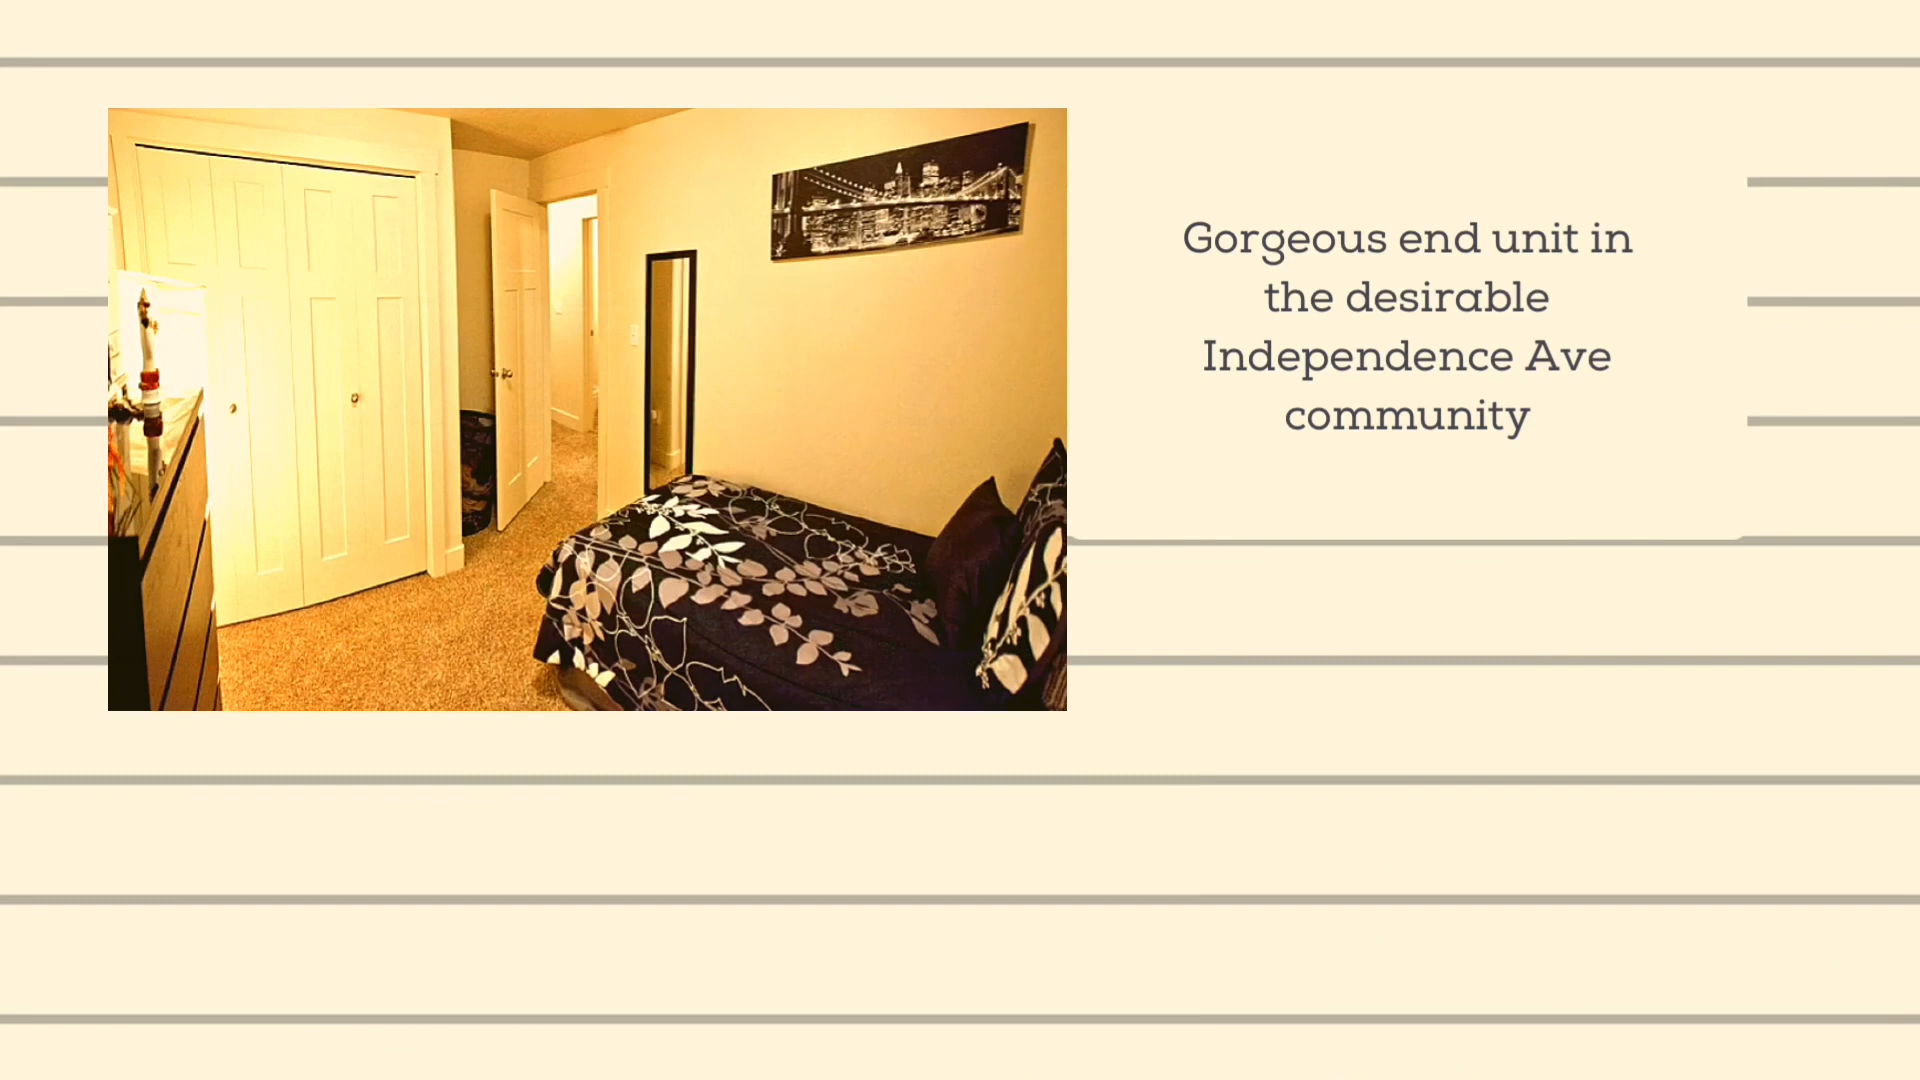 Gorgeous end unit in
the desirable
Independence Ave
community